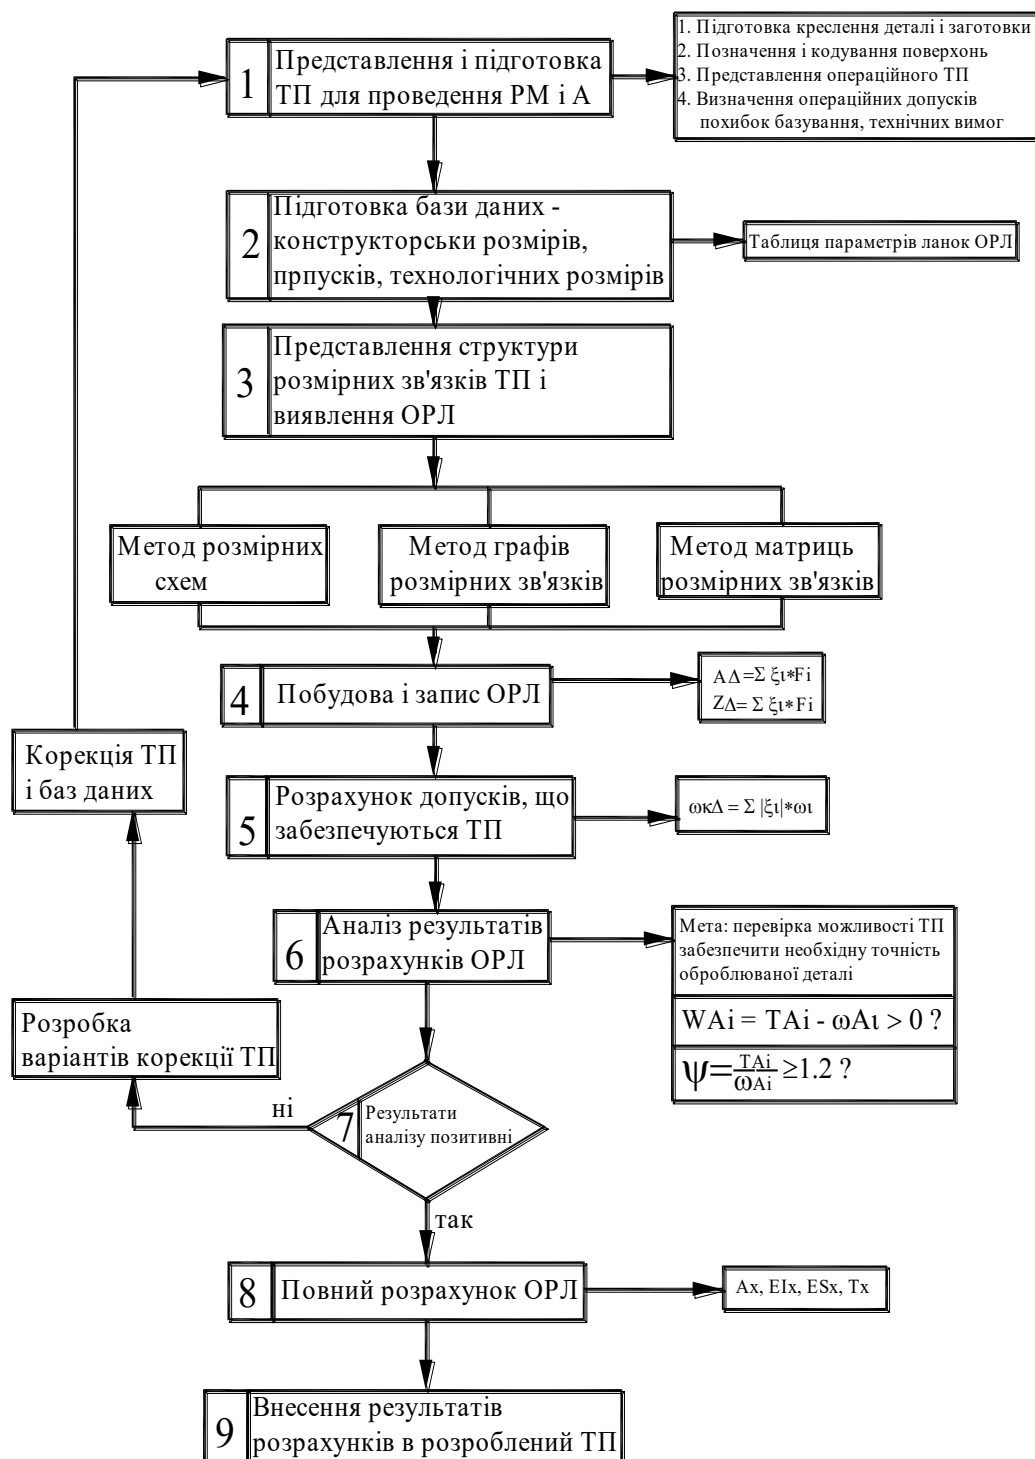 1
Представлення і підготовка
ТП для проведення РМ і А
1. Підготовка креслення деталі і заготовки
2. Позначення і кодування поверхонь
3. Представлення операційного ТП
4. Визначення операційних допусків
похибок базування, технічних вимог
2
Підготовка бази даних -
конструкторськи розмірів,
прпусків, технологічних розмірів
Таблиця параметрів ланок ОРЛ
3
Представлення структури
розмірних зв'язків ТП і
виявлення ОРЛ
Метод розмірних
схем
Метод графів
розмірних зв'язків
Метод матриць
розмірних зв'язків
4
Побудова і запис ОРЛ
AΔ=Σ ξι*Fi
ZΔ= Σ ξι*Fi
Корекція ТП
і баз даних
5
Розрахунок допусків, що
забезпечуються ТП
ωκΔ = Σ |ξι|*ωι
6
Аналіз результатів
розрахунків ОРЛ
Мета: перевірка можливості ТП
забезпечити необхідну точність
оброблюваної деталі
WAi = TAi - ωAι > 0 ?
ψ=TAi/ωAi ≥1.2 ?
Розробка
варіантів корекції ТП
ні
7
Результати
аналізу позитивні
так
8
Повний розрахунок ОРЛ
Ax, EIx, ESx, Tx
9
Внесення результатів
розрахунків в розроблений ТП